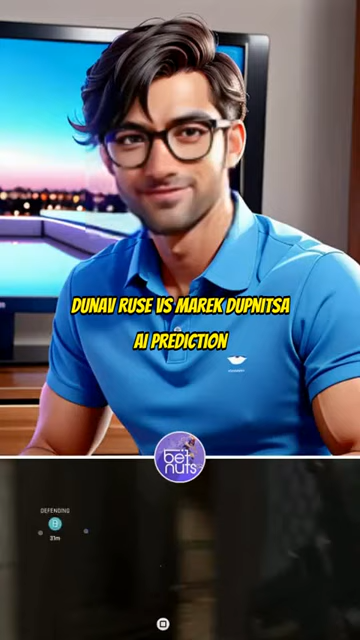 DUNAV RUSE VS MAREK DUPNITSA
AI PREDICTION
bet
nuts
DEFENDING
31m